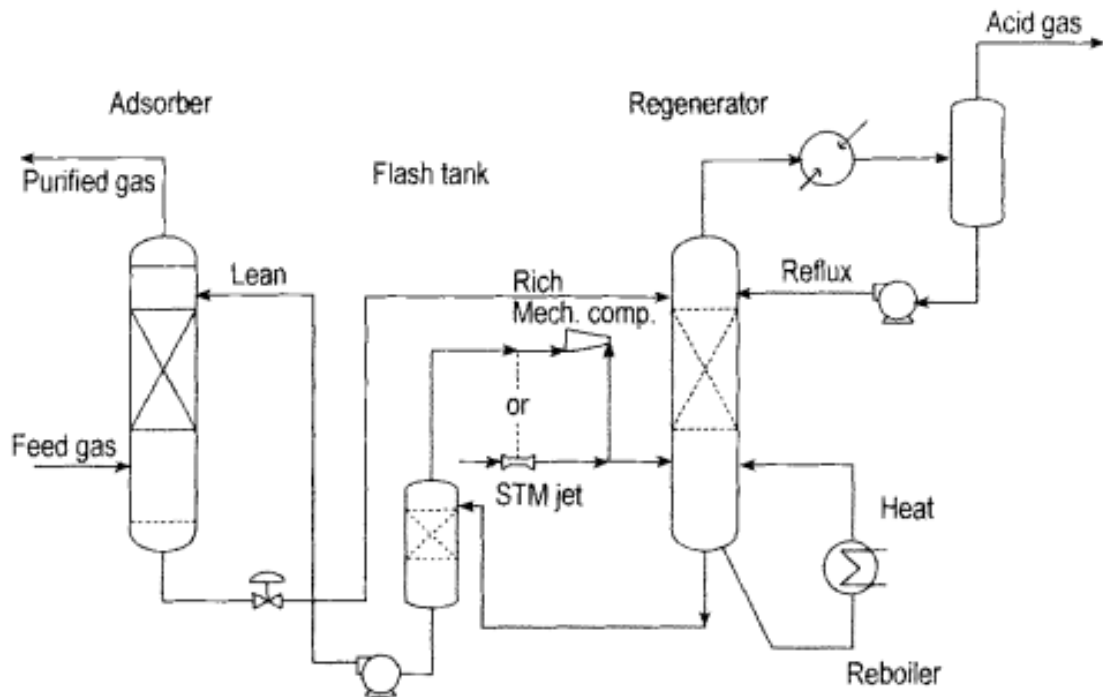 Acid gas
Adsorber
Regenerator
Purified gas
Flash tank
Lean
Rich
Reflux
Mech. comp.
or
Feed gas
STM jet
Heat
Reboiler